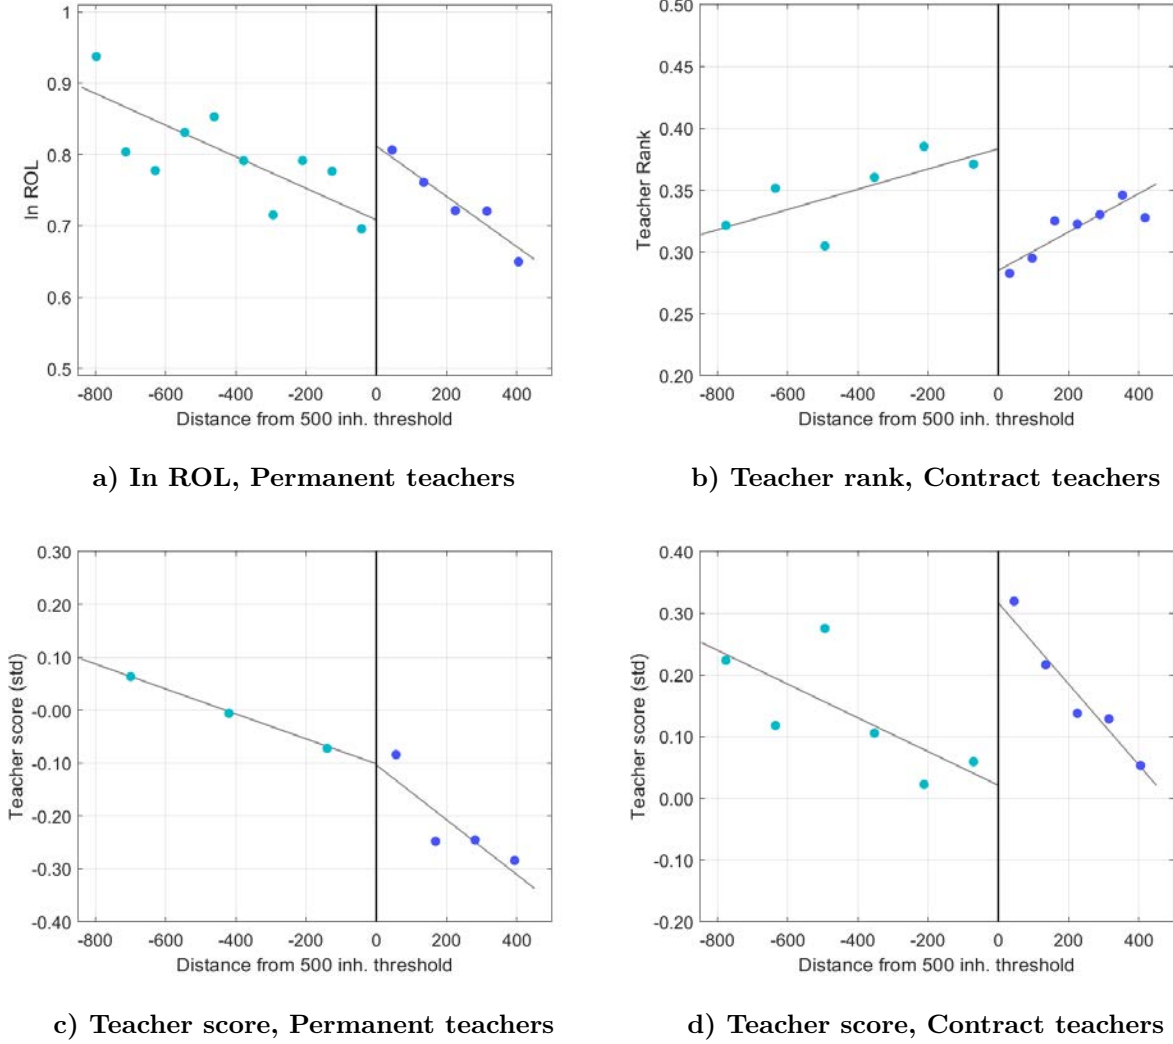 1
0.9
0.8
0.7
0.6
0.5
In ROL
-800 -600 -400 -200 0 200 400
Distance from 500 inh. threshold
a) In ROL, Permanent teachers
0.50
0.45
0.40
0.35
0.30
0.25
0.20
Teacher Rank
-800 -600 -400 -200 0 200 400
Distance from 500 inh. threshold
b) Teacher rank, Contract teachers
0.30
0.20
0.10
-0.00
-0.10
-0.20
-0.30
-0.40
Teacher score (std)
-800 -600 -400 -200 0 200 400
Distance from 500 inh. threshold
c) Teacher score, Permanent teachers
0.40
0.30
0.20
0.10
0.00
-0.10
-0.20
Teacher score (std)
-800 -600 -400 -200 0 200 400
Distance from 500 inh. threshold
d) Teacher score, Contract teachers